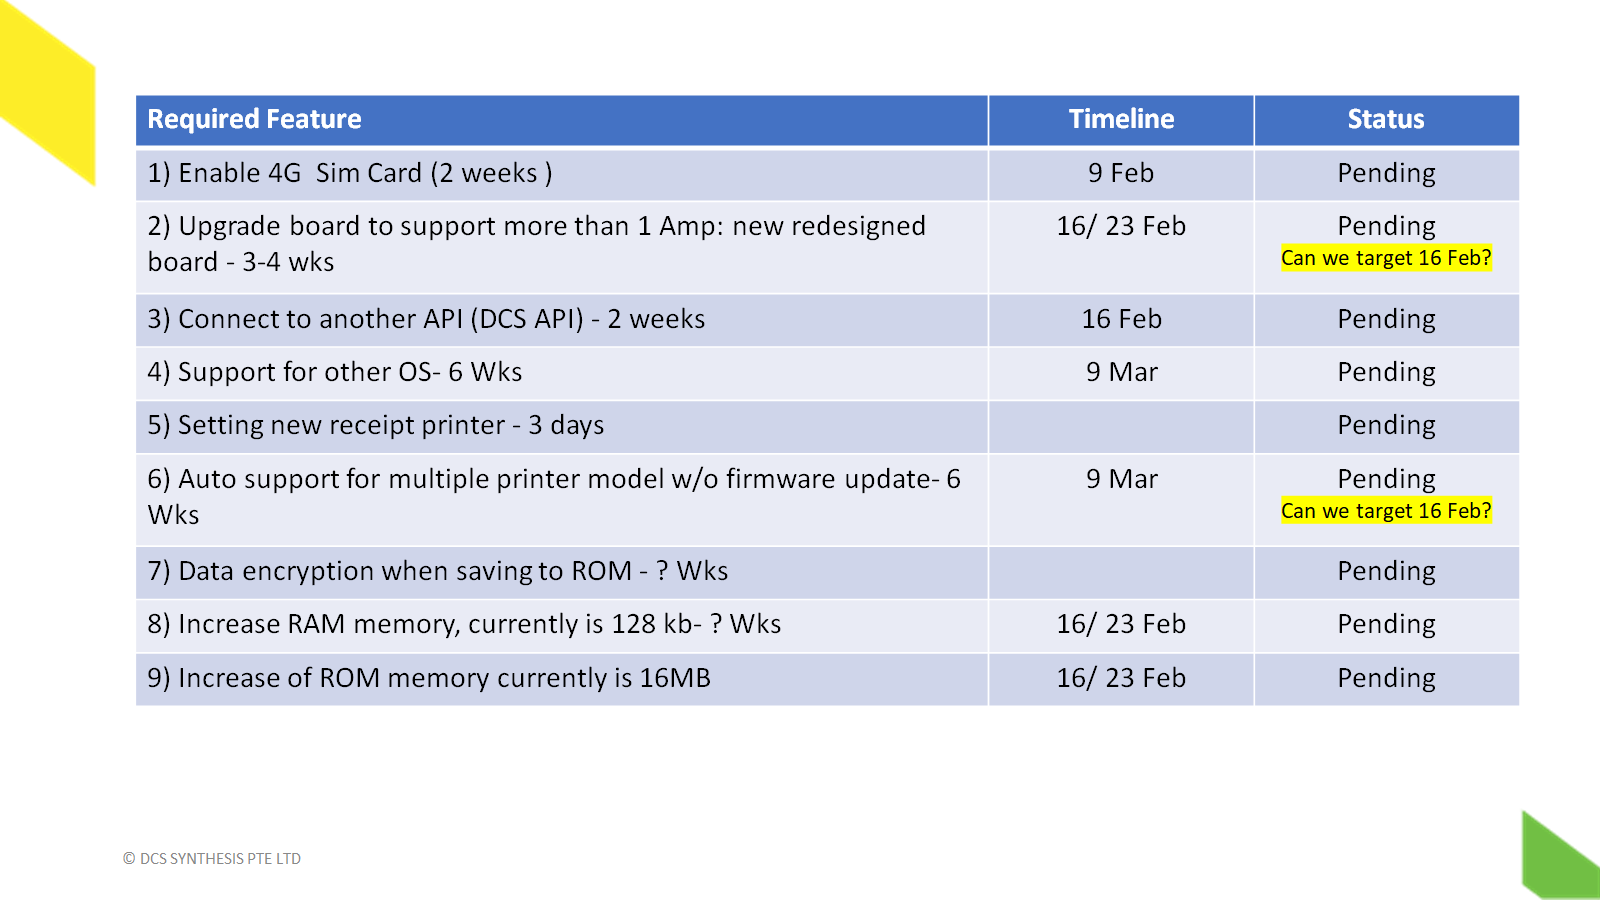 Required Feature Timeline Status
1) Enable 4G  Sim Card (2 weeks ) 9 Feb Pending
2) Upgrade board to support more than 1 Amp: new redesigned
board - 3-4 wks 16/ 23 Feb Pending
Can we target 16 Feb?
3) Connect to another API (DCS API) - 2 weeks 16 Feb Pending
4) Support for other OS- 6 Wks 9 Mar Pending
5) Setting new receipt printer - 3 days Pending
6) Auto support for multiple printer model w/o firmware update- 6
Wks 9 Mar Pending
Can we target 16 Feb?
7) Data encryption when saving to ROM - ? Wks Pending
8) Increase RAM memory, currently is 128 kb- ? Wks 16/ 23 Feb Pending
9) Increase of ROM memory currently is 16MB 16/ 23 Feb Pending
© DCS SYNTHESIS PTE LTD